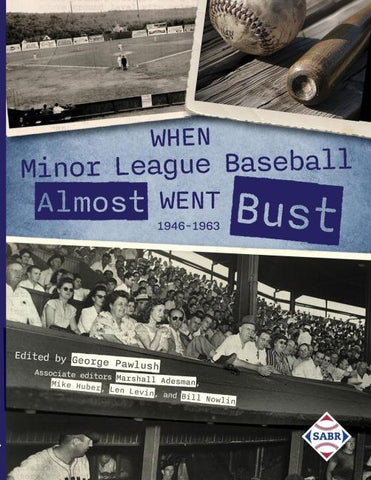 WHEN
Minor League Baseball
Almost WENT Bust
1946-1963
Edited by George Pawlush
Associate editors Marshall Adesman,
Mike Huber, Len Levin, and Bill Nowlin
SABR